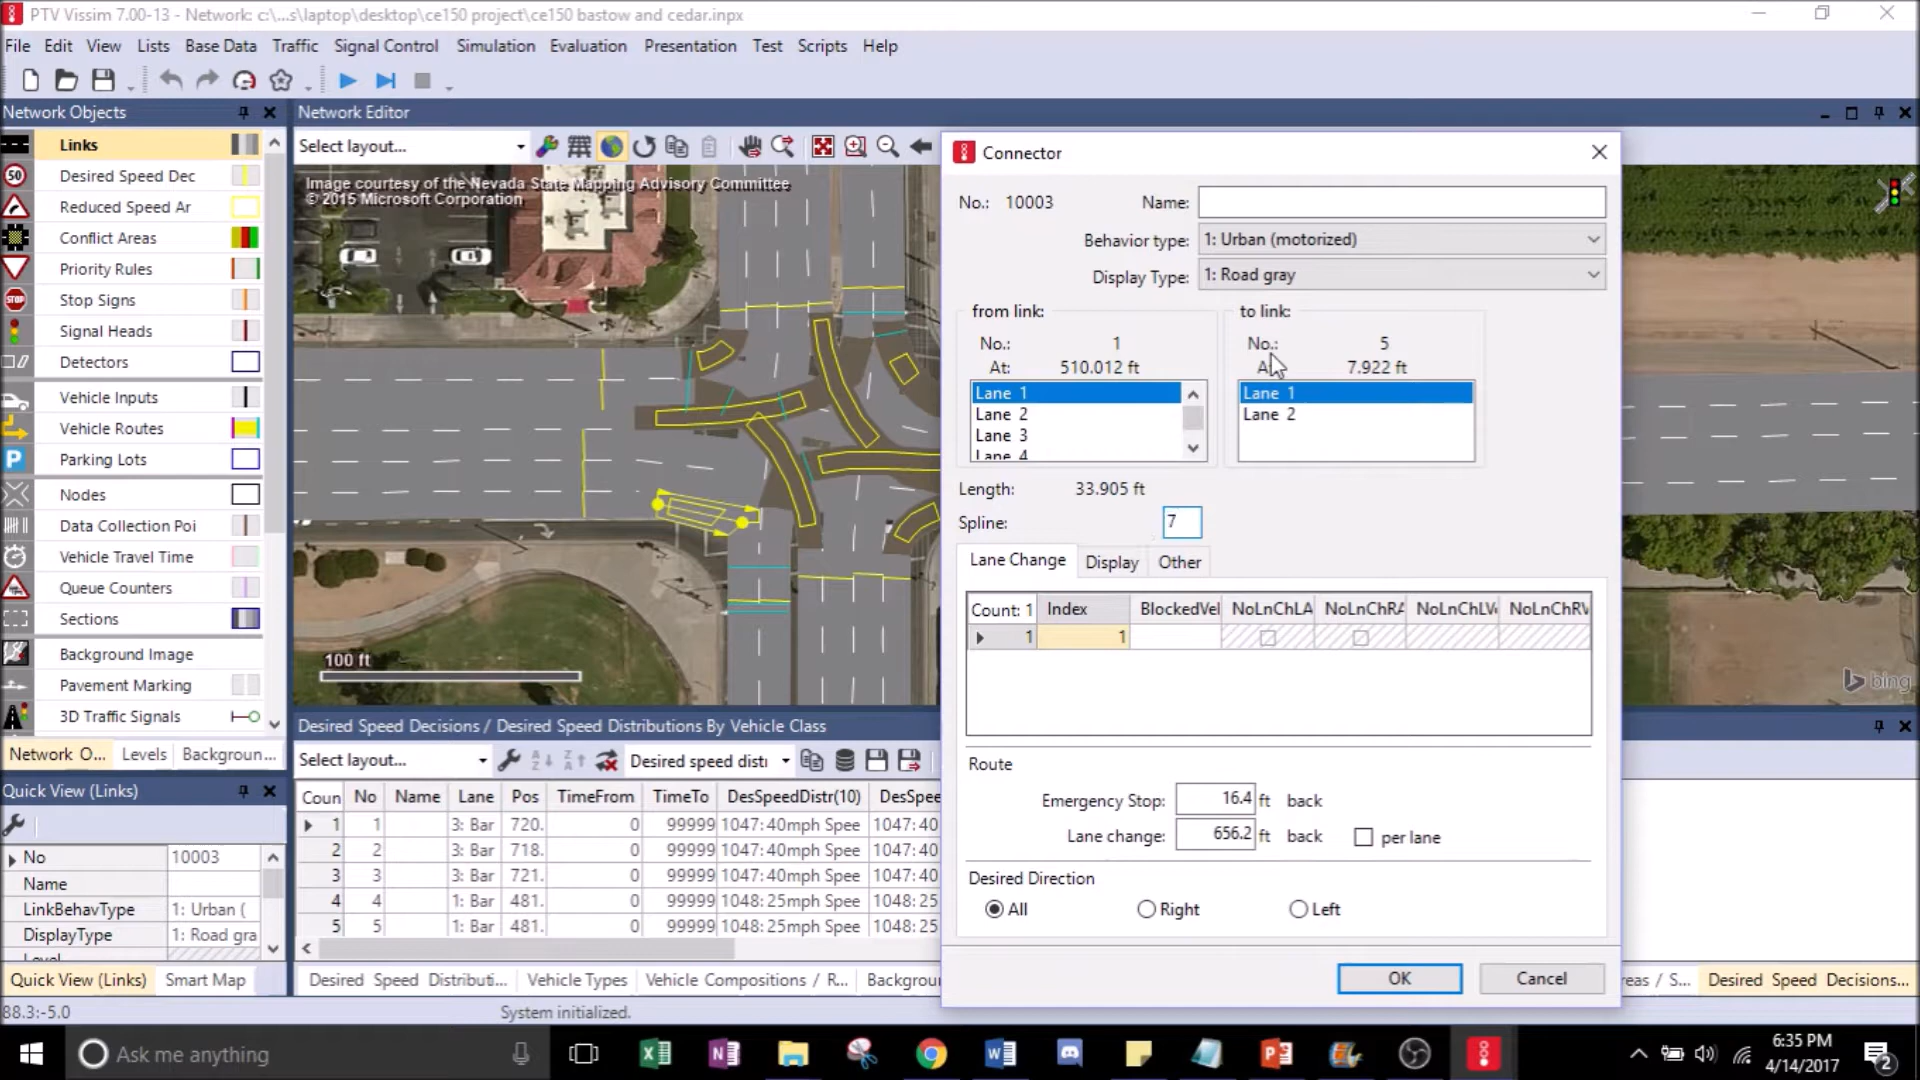 PTV Vissim 7.00-13 - Network: c:\...s\laptop\desktop\ce150 project\ce150 bastow and cedar.inpx
File Edit View Lists Base Data Traffic Signal Control Simulation Evaluation Presentation Test Scripts Help
Network Objects
Links
50 Desired Speed Dec
Reduced Speed Ar
Conflict Areas
Priority Rules
STOP Stop Signs
Signal Heads
Detectors
Vehicle Inputs
Vehicle Routes
P Parking Lots
Nodes
Data Collection Poi
Vehicle Travel Time
Queue Counters
Sections
Background Image
Pavement Marking
3D Traffic Signals
Network O... Levels Backgroun...
Quick View (Links)
No 10003
Name
LinkBehavType 1: Urban (
DisplayType 1: Road gra
Level
Quick View (Links) Smart Map
88.3:-5.0
System initialized.
Network Editor
Select layout...
Image courtesy of the Nevada State Mapping Advisory Committee
© 2015 Microsoft Corporation
100 ft
bing
Connector
No.: 10003 Name:
Behavior type: 1: Urban (motorized)
Display Type: 1: Road gray
from link: to link:
No.: 1 No.: 5
At: 510.012 ft A 7.922 ft
Lane 1 Lane 1
Lane 2 Lane 2
Lane 3
Lane 4
Length: 33.905 ft
Spline: 7
Lane Change Display Other
Count: 1 Index BlockedVel NoLnChLA NoLnChRA NoLnChLV NoLnChRV
1 1
Route
Emergency Stop: 16.4 ft back
Lane change: 656.2 ft back per lane
Desired Direction
All Right Left
OK Cancel
Desired Speed Decisions / Desired Speed Distributions By Vehicle Class
Select layout... Desired speed distr
Coun No Name Lane Pos TimeFrom TimeTo DesSpeedDistr(10) DesSpee
1 1 3: Bar 720. 0 99999 1047: 40mph Spee 1047: 40
2 2 3: Bar 718. 0 99999 1047: 40mph Spee 1047: 40
3 3 3: Bar 721. 0 99999 1047: 40mph Spee 1047: 40
4 4 1: Bar 481. 0 99999 1048: 25mph Spee 1048: 25
5 5 1: Bar 481. 0 99999 1048: 25mph Spee 1048: 25
Desired Speed Distributi... Vehicle Types Vehicle Compositions / R... Backgrou reas / S... Desired Speed Decisions...
Ask me anything
6:35 PM
4/14/2017
2